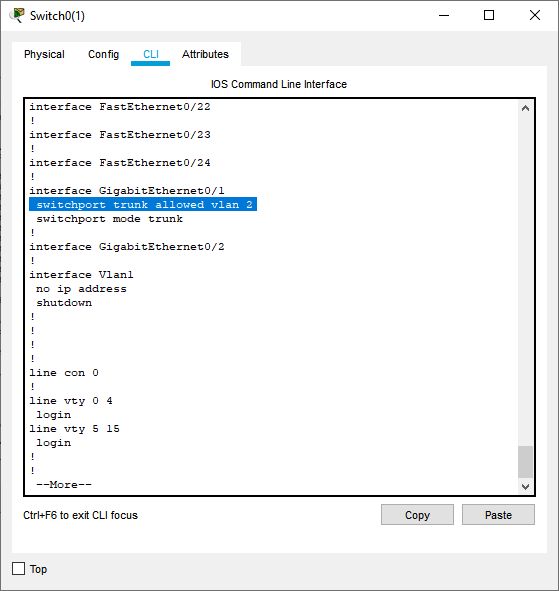 Switch0(1)
Physical Config CLI Attributes
IOS Command Line Interface
interface FastEthernet0/22
!
interface FastEthernet0/23
!
interface FastEthernet0/24
!
interface GigabitEthernet0/1
 switchport trunk allowed vlan 2
 switchport mode trunk
!
interface GigabitEthernet0/2
!
interface Vlan1
 no ip address
 shutdown
!
!
!
!
line con 0
!
line vty 0 4
 login
line vty 5 15
 login
!
!
 --More--
Ctrl+F6 to exit CLI focus Copy Paste
Top